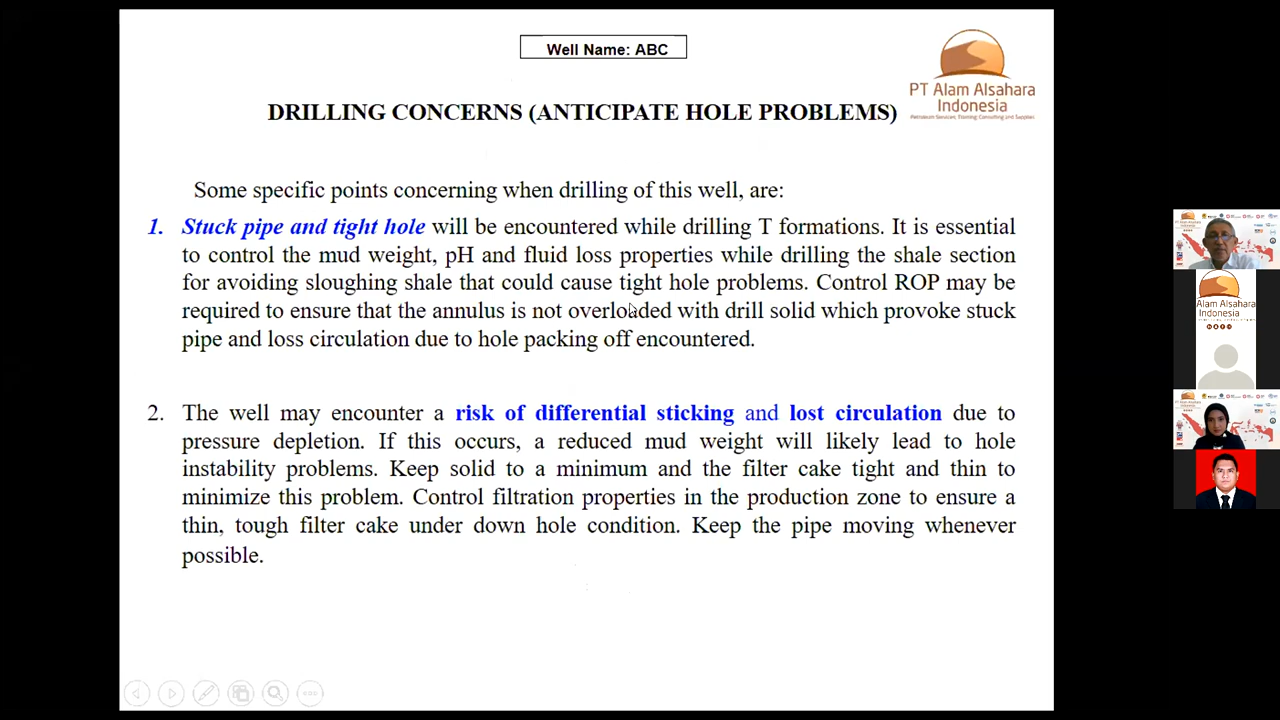 Well Name: ABC
PT Alam Alsahara
Indonesia
Petroleum Services, Training, Consulting and Supplies
DRILLING CONCERNS (ANTICIPATE HOLE PROBLEMS)
Some specific points concerning when drilling of this well, are:
1. Stuck pipe and tight hole will be encountered while drilling T formations. It is essential
to control the mud weight, pH and fluid loss properties while drilling the shale section
for avoiding sloughing shale that could cause tight hole problems. Control ROP may be
required to ensure that the annulus is not overloaded with drill solid which provoke stuck
pipe and loss circulation due to hole packing off encountered.
2. The well may encounter a risk of differential sticking and lost circulation due to
pressure depletion. If this occurs, a reduced mud weight will likely lead to hole
instability problems. Keep solid to a minimum and the filter cake tight and thin to
minimize this problem. Control filtration properties in the production zone to ensure a
thin, tough filter cake under down hole condition. Keep the pipe moving whenever
possible.
Alam Alsahara
Indonesia